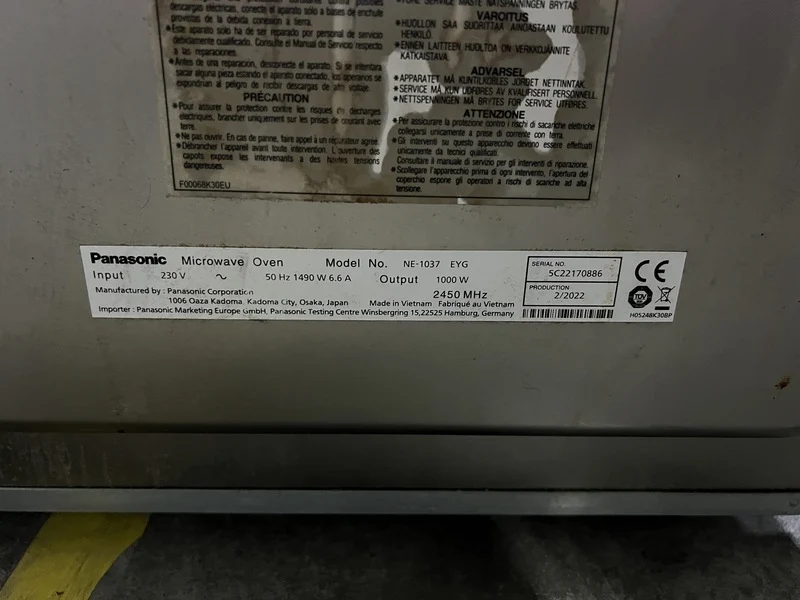 descargas eléctricas, conecte el aparato solo a bases de enchufe
provistas de la debida conexión a tierra.
•Este aparato solo ha de ser reparado por personal de servicio
debidamente cualificado. Consulte el Manual de Servicio respecto
a las reparaciones.
•Antes de una reparación, desconecte el aparato. Si se intentara
sacar alguna pieza estando el aparato conectado, los operarios se
expondrían al peligro de recibir descargas de alto voltaje.
PRÉCAUTION
•Pour assurer la protection contre les risques de décharges
électriques, brancher uniquement sur les prises de courant avec
terre.
•Ne pas ouvrir. En cas de panne, faire appel à un réparateur agréé.
•Débrancher l'appareil avant toute intervention. L'ouverture des
capots expose les intervenants à des hautes tensions
dangereuses.
F00068K30EU
VAROITUS
•HUOLLON SAA SUORITTAA AINOASTAAN KOULUTETTU
HENKILÖ.
•ENNEN LAITTEEN HUOLTOA ON VERKKOJÄNNITE
KATKAISTAVA.
ADVARSEL
•APPARATET MÅ KUN TILKOBLES JORDET NETTINNTAK.
•SERVICE MÅ KUN UDFØRES AV KVALIFISERT PERSONELL.
•NETTSPENNINGEN MÅ BRYTES FOR SERVICE UTFØRES.
ATTENZIONE
•Per assicurare la protezione contro i rischi di scariche elettriche
collegarsi unicamente a prese di corrente con terra.
•Gli interventi su questo apparecchio devono essere effettuati
unicamente da tecnici qualificati.
Consultare il manuale di servizio per gli interventi di riparazione.
•Scollegare l'apparecchio prima di ogni intervento, l'apertura del
coperchio espone gli operatori a rischi di scariche ad alta
tensione.
Panasonic Microwave Oven Model No. NE-1037 EYG
Input 230 V ~ 50 Hz 1490 W 6.6 A Output 1000 W
2450 MHz
Manufactured by : Panasonic Corporation
1006 Oaza Kadoma, Kadoma City, Osaka, Japan Made in Vietnam Fabriqué au Vietnam
Importer : Panasonic Marketing Europe GmbH, Panasonic Testing Centre Winsbergring 15,22525 Hamburg, Germany
SERIAL NO.
5C22170886
PRODUCTION
2/2022
CE
TÜV
H0524BK30BP